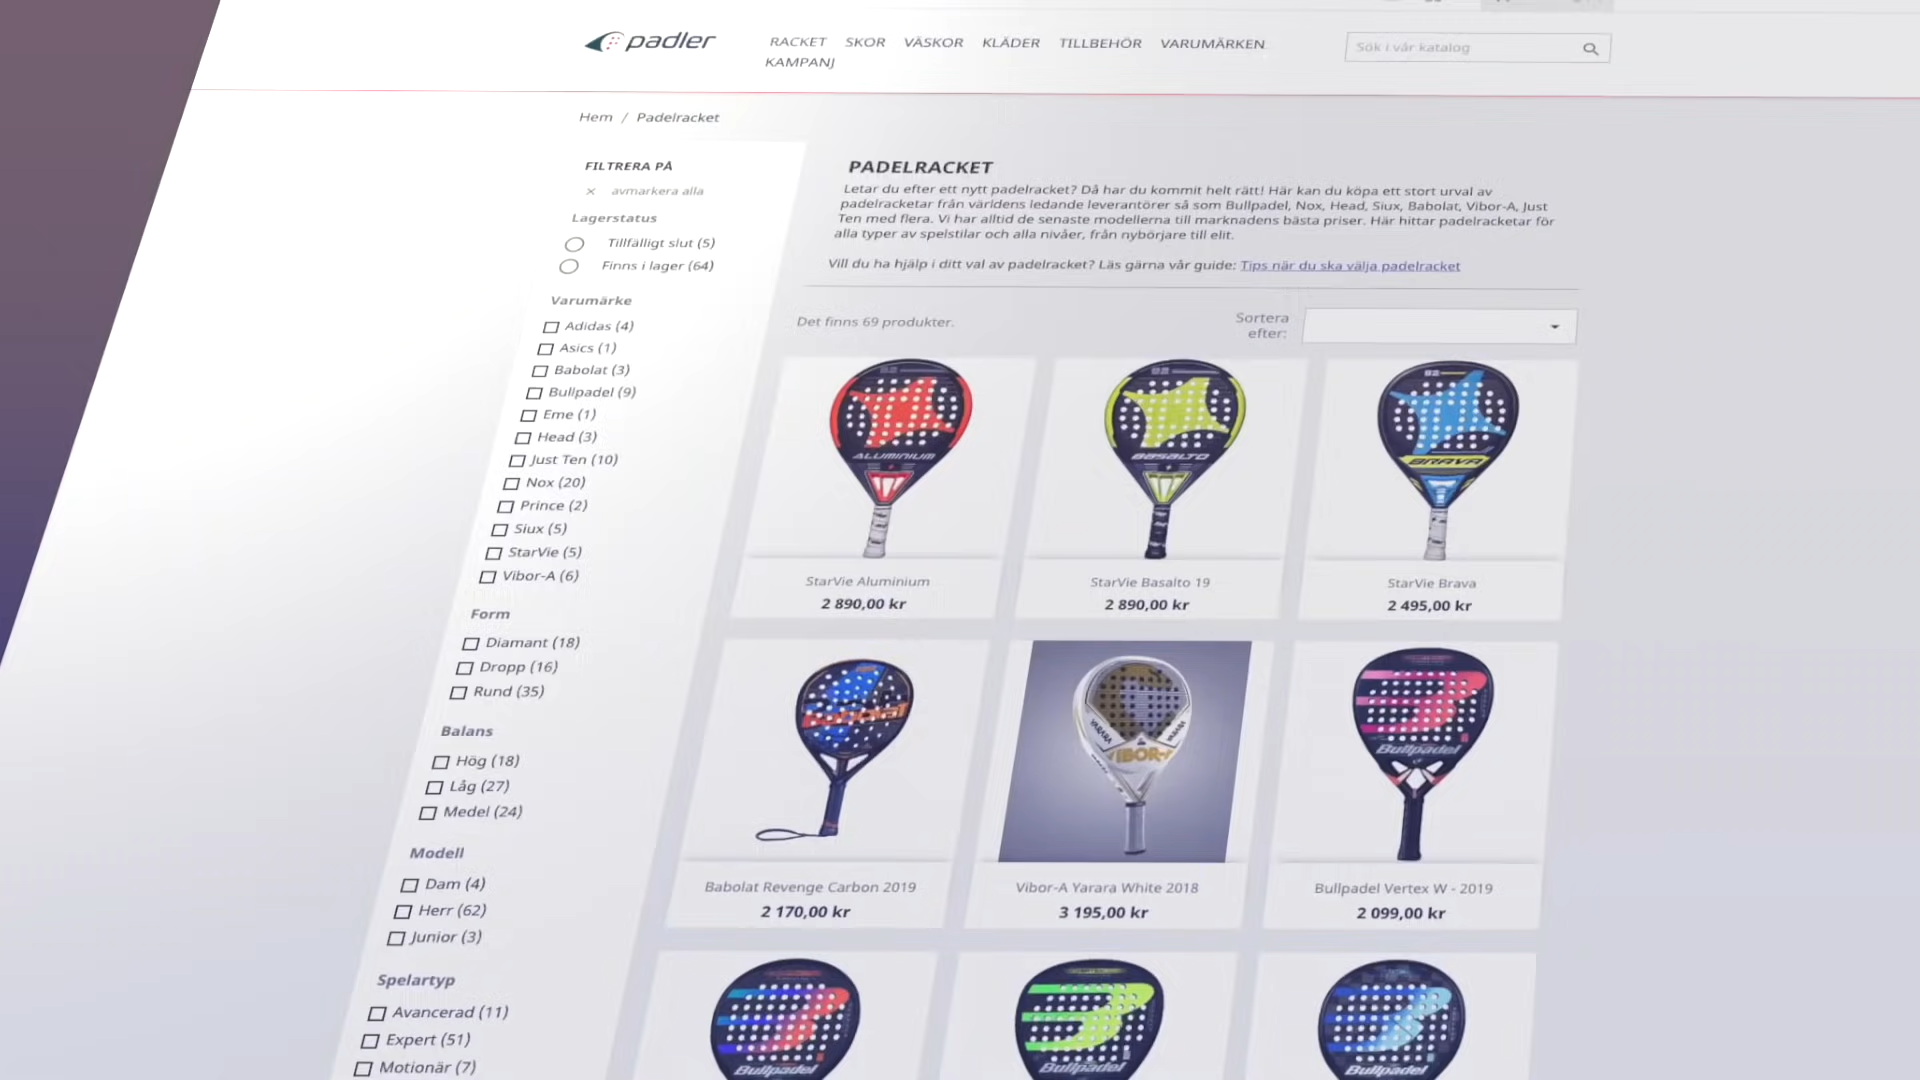 padler
RACKET SKOR VÄSKOR KLÄDER TILLBEHÖR VARUMÄRKEN
KAMPANJ
Sök i vår katalog
Hem / Padelracket
FILTRERA PÅ
× avmarkera alla
Lagerstatus
Tillfälligt slut (5)
Finns i lager (64)
Varumärke
Adidas (4)
Asics (1)
Babolat (3)
Bullpadel (9)
Eme (1)
Head (3)
Just Ten (10)
Nox (20)
Prince (2)
Siux (5)
StarVie (5)
Vibor-A (6)
Form
Diamant (18)
Dropp (16)
Rund (35)
Balans
Hög (18)
Låg (27)
Medel (24)
Modell
Dam (4)
Herr (62)
Junior (3)
Spelartyp
Avancerad (11)
Expert (51)
Motionär (7)
PADELRACKET
Letar du efter ett nytt padelracket? Då har du kommit helt rätt! Här kan du köpa ett stort urval av
padelracketar från världens ledande leverantörer så som Bullpadel, Nox, Head, Siux, Babolat, Vibor-A, Just
Ten med flera. Vi har alltid de senaste modellerna till marknadens bästa priser. Här hittar padelracketar för
alla typer av spelstilar och alla nivåer, från nybörjare till elit.
Vill du ha hjälp i ditt val av padelracket? Läs gärna vår guide: Tips när du ska välja padelracket
Det finns 69 produkter.
Sortera
efter:
ALUMINIUM
BASALTO
BRAVA
StarVie Aluminium
2 890,00 kr
StarVie Basalto 19
2 890,00 kr
StarVie Brava
2 495,00 kr
YARARA
YARARA
VIBOR-A
Bullpadel
Babolat Revenge Carbon 2019
2 170,00 kr
Vibor-A Yarara White 2018
3 195,00 kr
Bullpadel Vertex W - 2019
2 099,00 kr
Bullpadel
Bullpadel
Bullpadel